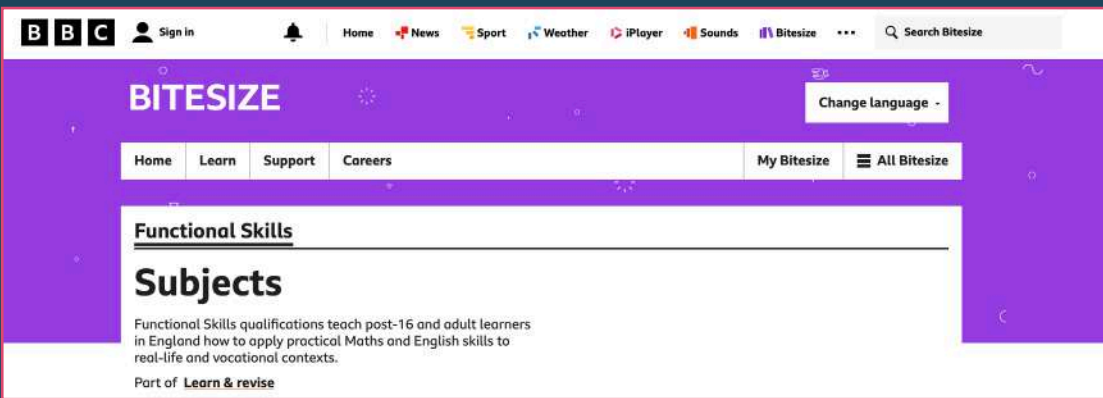 BBC Sign in Home News Sport Weather iPlayer Sounds Bitesize ••• Search Bitesize
BITESIZE
Change language
Home Learn Support Careers My Bitesize All Bitesize
Functional Skills
Subjects
Functional Skills qualifications teach post-16 and adult learners
in England how to apply practical Maths and English skills to
real-life and vocational contexts.
Part of Learn & revise